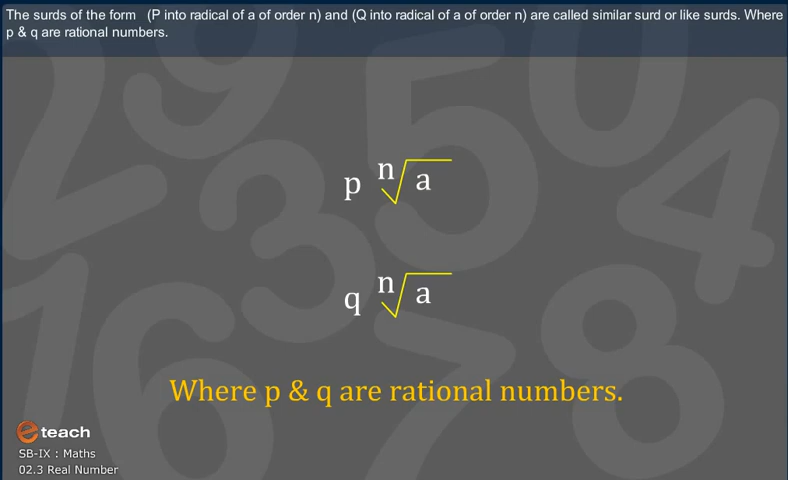 The surds of the form (P into radical of a of order n) and (Q into radical of a of order n) are called similar surd or like surds. Where
p & q are rational numbers.
p ⁿ√a
q ⁿ√a
Where p & q are rational numbers.
e teach
SB-IX : Maths
02.3 Real Number